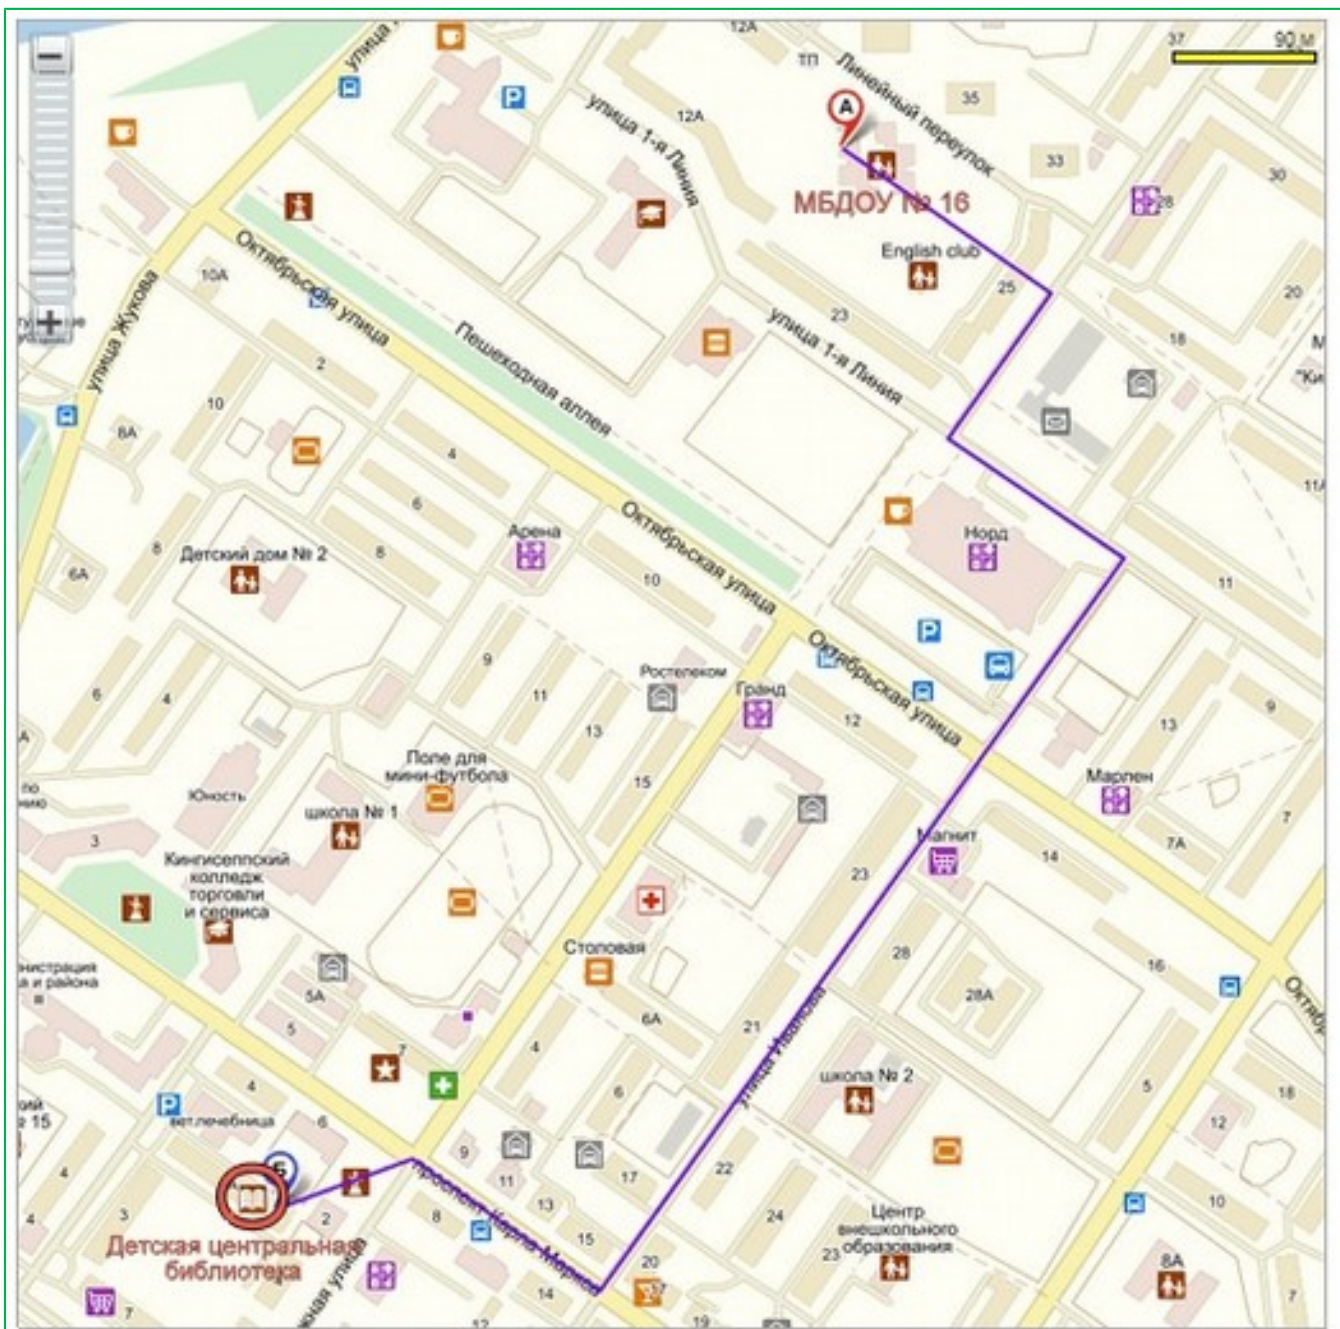 37
90 м
12А
ТП
Линейный переулок
35
А
улица 1-я Линия
12А
33
30
28
МБДОУ № 16
English club
25
20
10А
Октябрьская улица
улица Жукова
23
18
2
Пешеходная аллея
улица 1-я Линия
10
8А
4
6
Арена
Норд
8
8
Детский дом № 2
6А
Октябрьская улица
10
11
9
Ростелеком
Гранд
Октябрьская улица
6
4
11
12
13
9
13
Поле для
мини-футбола
15
Марлен
Юность
школа № 1
3
Магнит
7
7А
14
Кингисеппский
колледж
торговли
и сервиса
23
Столовая
28
16
28А
5А
6А
21
5
7
4
улица Иванова
школа № 2
4
6
5
18
вет.лечебница
6
12
9
Б
22
17
11
проспект Карла Маркса
4
3
2
8
13
24
10
4
Центр
внешкольного
образования
Детская центральная
библиотека
15
20
23
8А
14
17
7
7
12
19